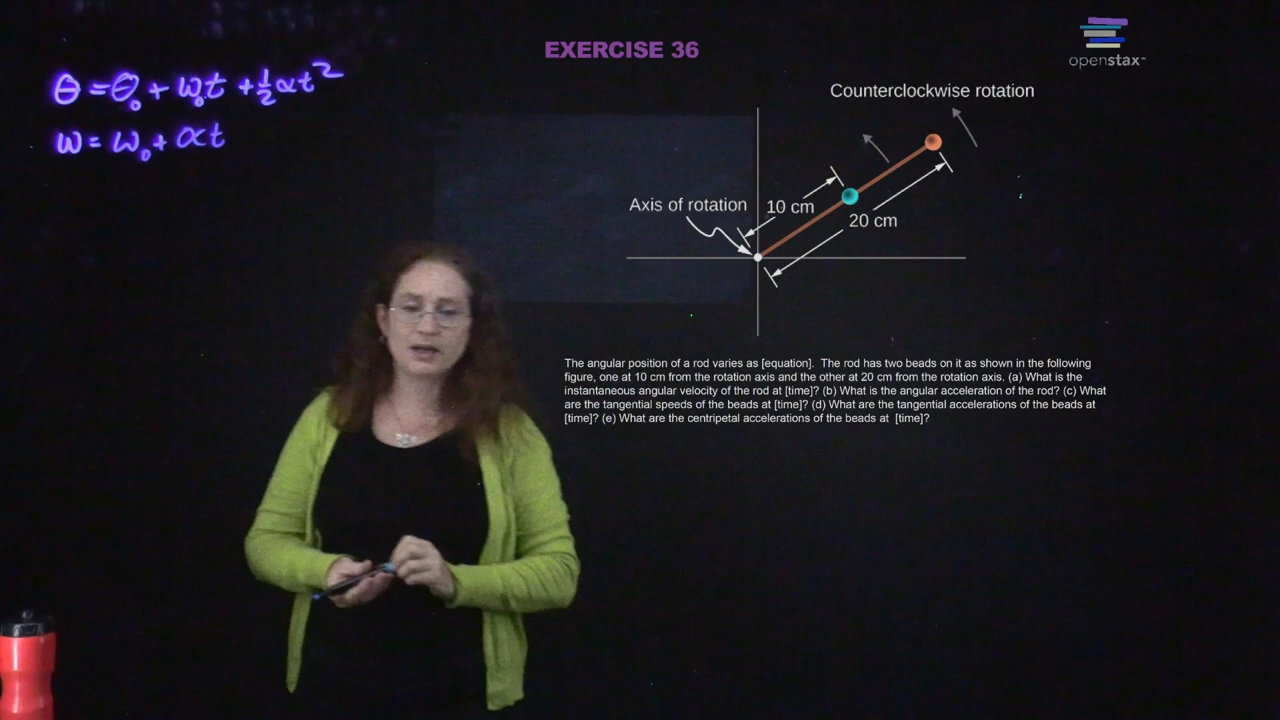 EXERCISE 36
openstax™
θ = θ₀ + ω₀t + ½αt²
ω = ω₀ + αt
Counterclockwise rotation
Axis of rotation
10 cm
20 cm
The angular position of a rod varies as [equation].  The rod has two beads on it as shown in the following
figure, one at 10 cm from the rotation axis and the other at 20 cm from the rotation axis. (a) What is the
instantaneous angular velocity of the rod at [time]? (b) What is the angular acceleration of the rod? (c) What
are the tangential speeds of the beads at [time]? (d) What are the tangential accelerations of the beads at
[time]? (e) What are the centripetal accelerations of the beads at  [time]?